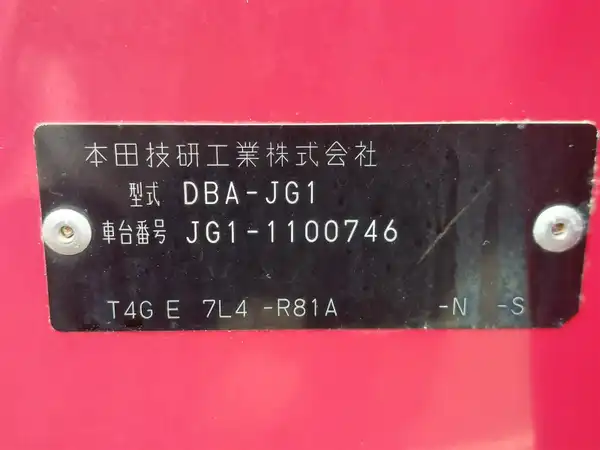 本田技研工業株式会社
型式 DBA-JG1
車台番号 JG1-1100746
T4G E 7L4 -R81A -N -S